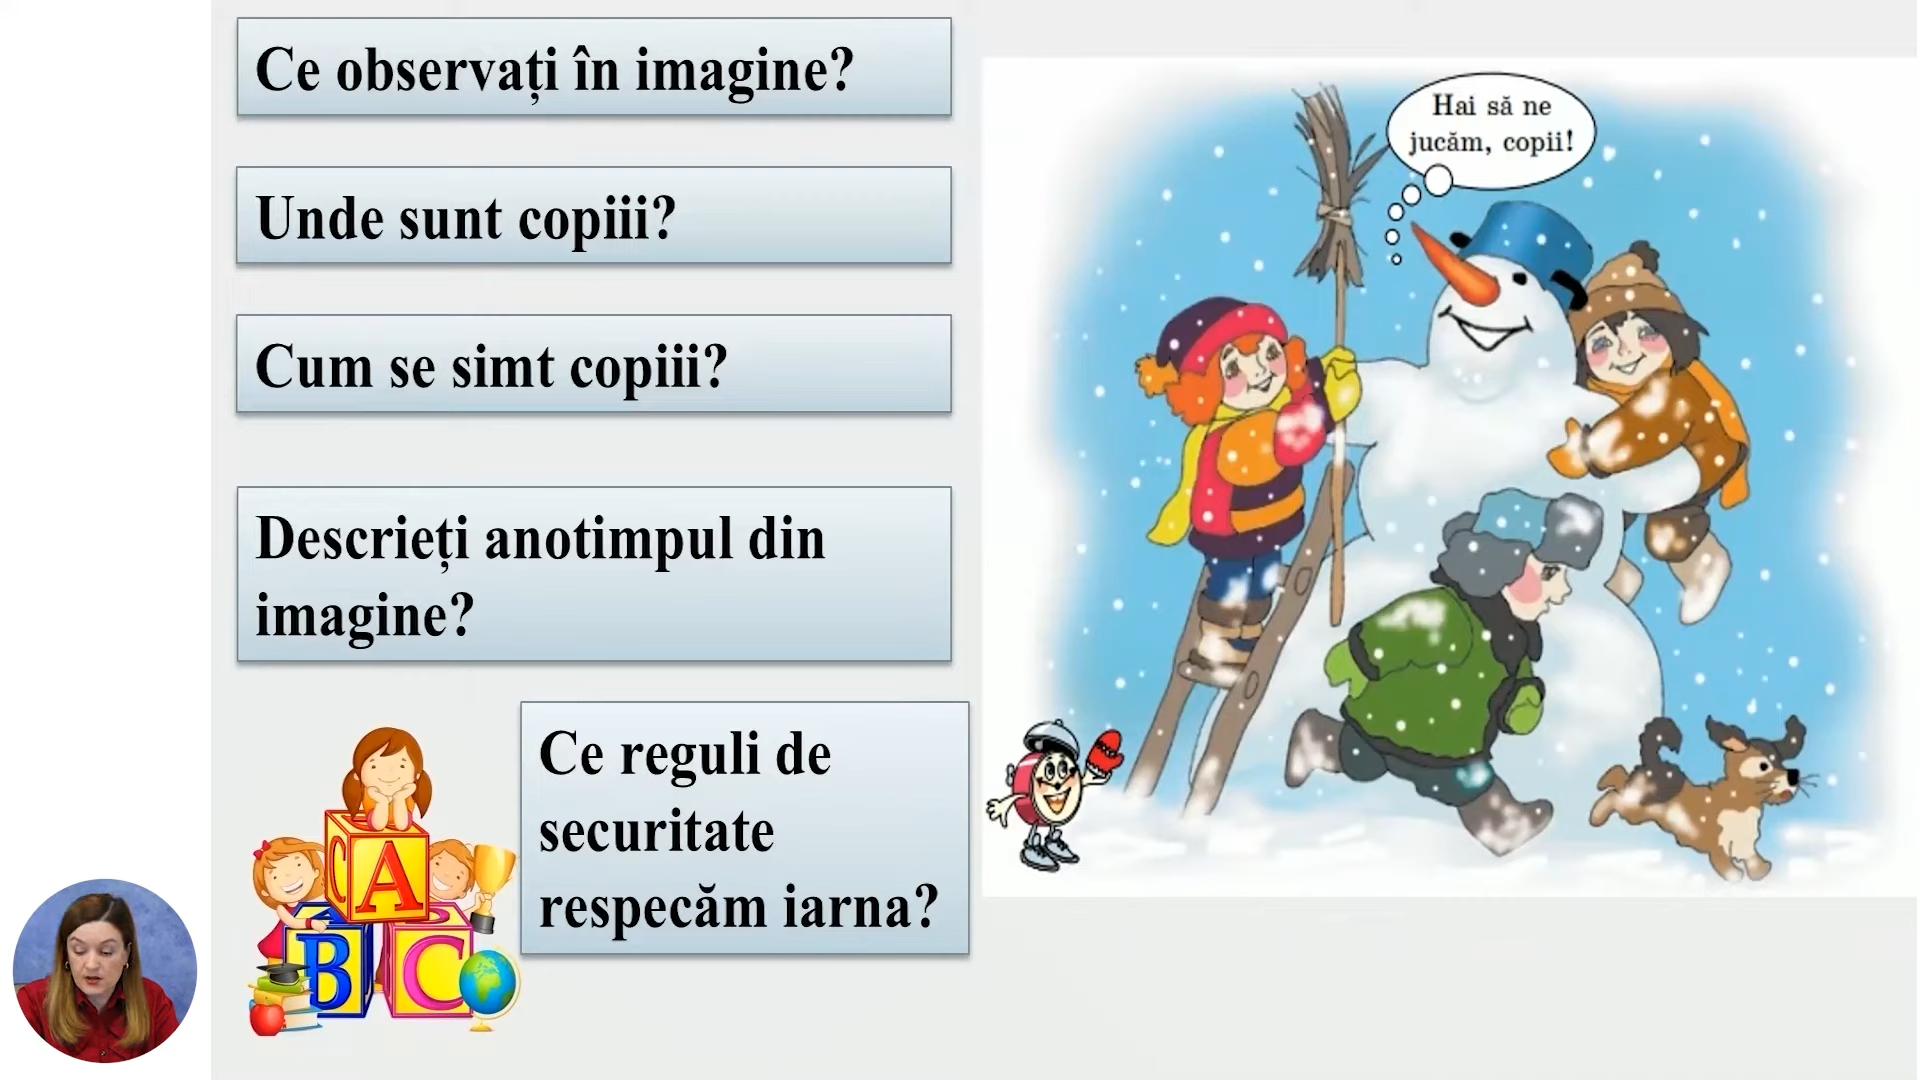 Ce observați în imagine?
Unde sunt copiii?
Cum se simt copiii?
Descrieți anotimpul din
imagine?
Ce reguli de
securitate
respecăm iarna?
Hai să ne
jucăm, copii!
A
B
C
C